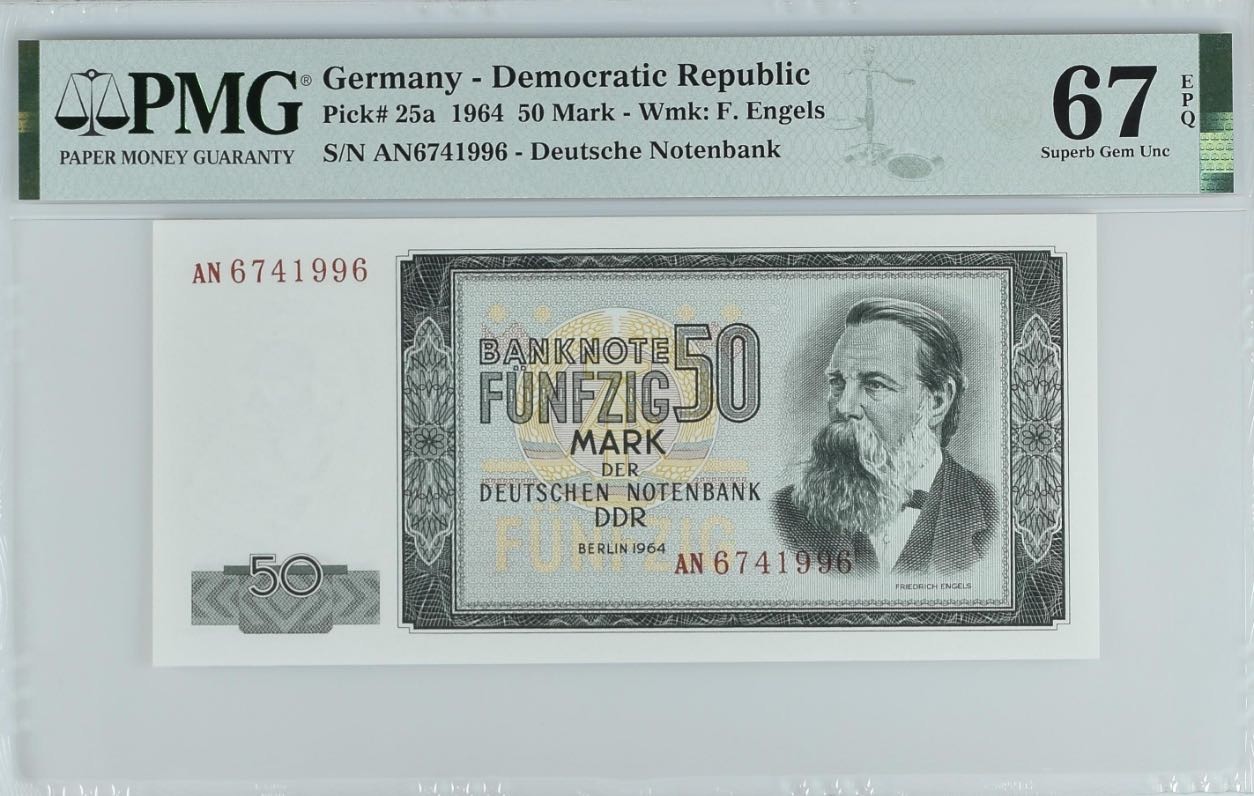 PMG®
PAPER MONEY GUARANTY
Germany - Democratic Republic
Pick# 25a 1964 50 Mark - Wmk: F. Engels
S/N AN6741996 - Deutsche Notenbank
67
EPQ
Superb Gem Unc
AN 6741996
BANKNOTE 50
FÜNFZIG
MARK
DER
DEUTSCHEN NOTENBANK
DDR
BERLIN 1964
FÜNFZIG
AN 6741996
FRIEDRICH ENGELS
50